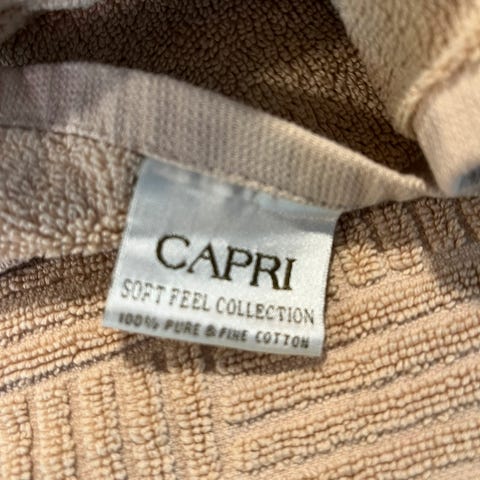 CAPRI
SOFT FEEL COLLECTION
100% PURE & FINE COTTON